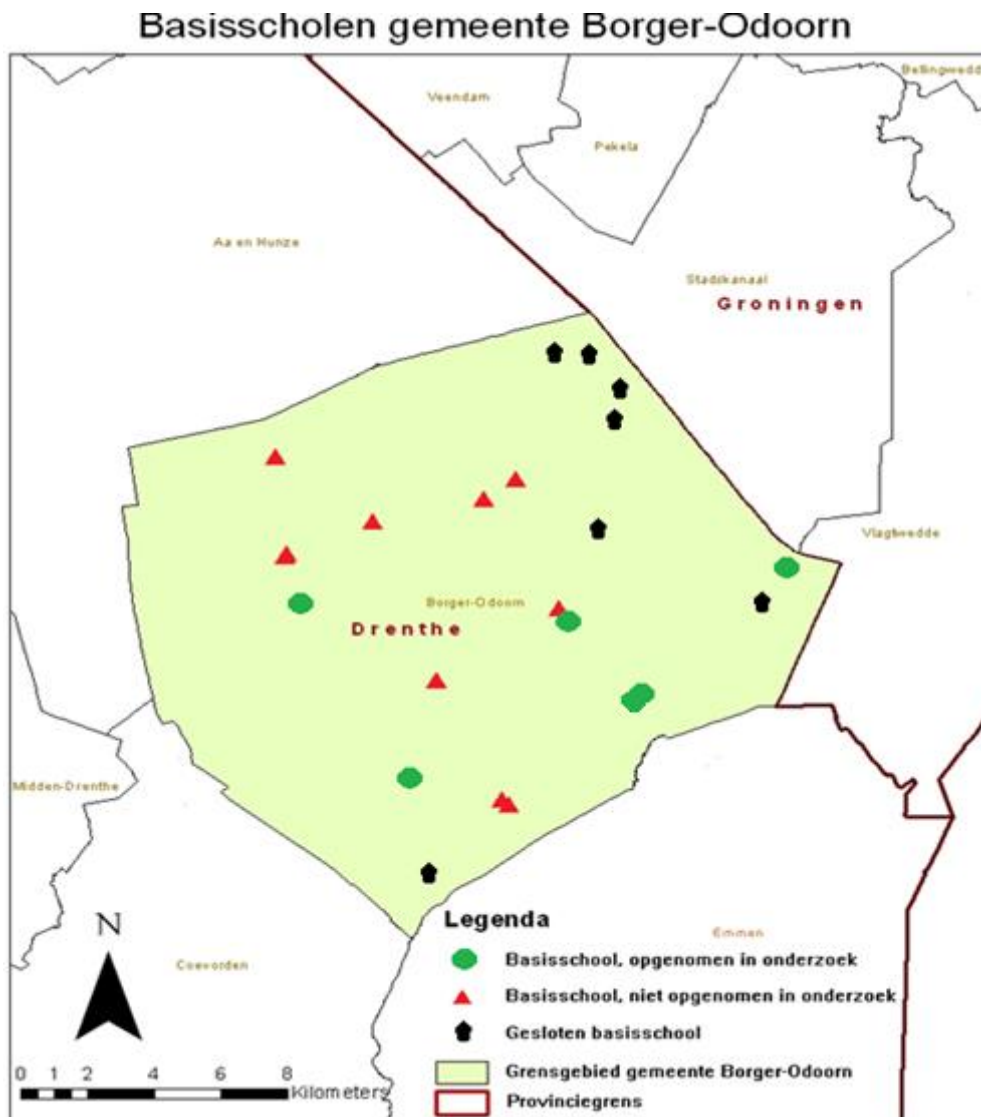 Basisscholen gemeente Borger-Odoorn
Bellingwedd
Veendam
Pekela
Aa en Hunze
Stadskanaal
Groningen
Vlagtwedde
Borger-Odoorn
Drenthe
Midden-Drenthe
N
Coevorden
Emmen
Legenda
Basisschool, opgenomen in onderzoek
Basisschool, niet opgenomen in onderzoek
Gesloten basisschool
Grensgebied gemeente Borger-Odoorn
Provinciegrens
0 1 2 4 6 8
Kilometers